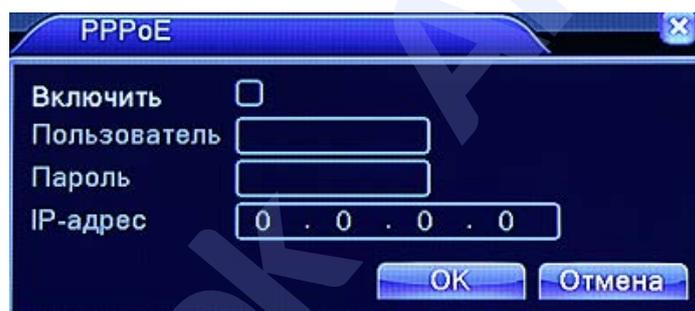 PPPoE
Включить
Пользователь
Пароль
IP-адрес 0 . 0 . 0 . 0
OK Отмена